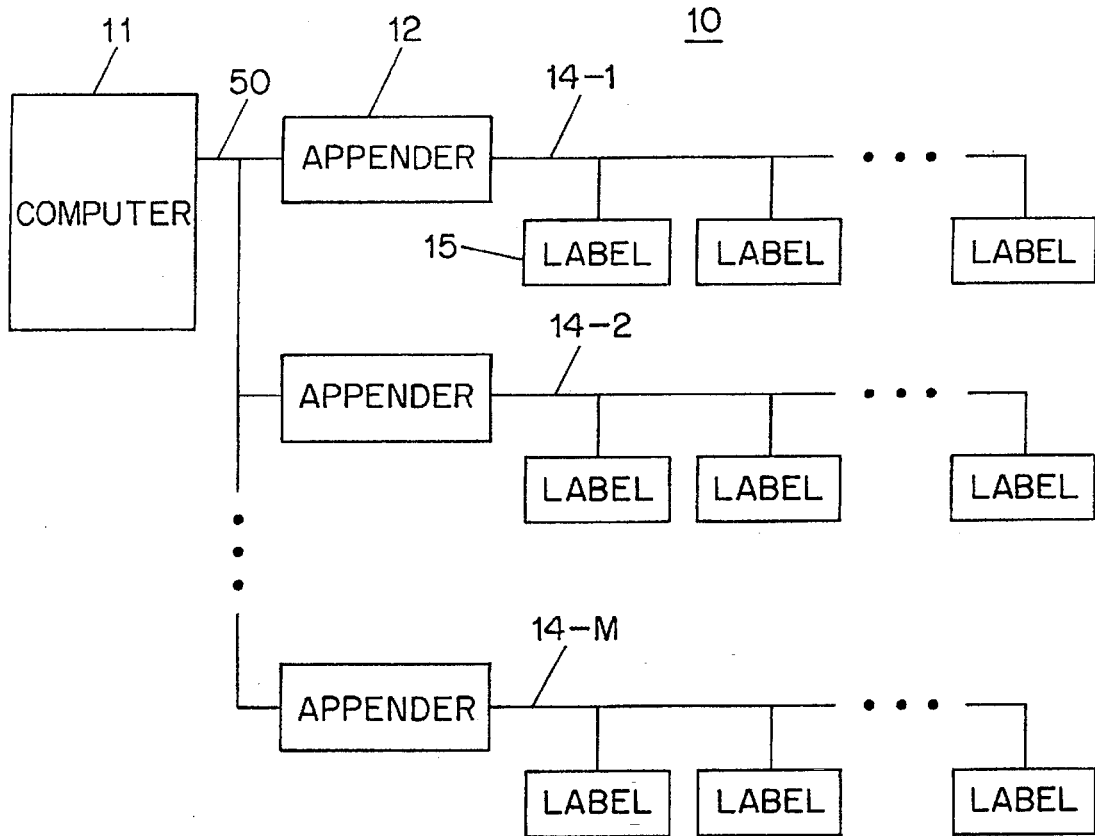 10
11
12
50
14-1
APPENDER
COMPUTER
15
LABEL LABEL LABEL
14-2
APPENDER
LABEL LABEL LABEL
14-M
APPENDER
LABEL LABEL LABEL